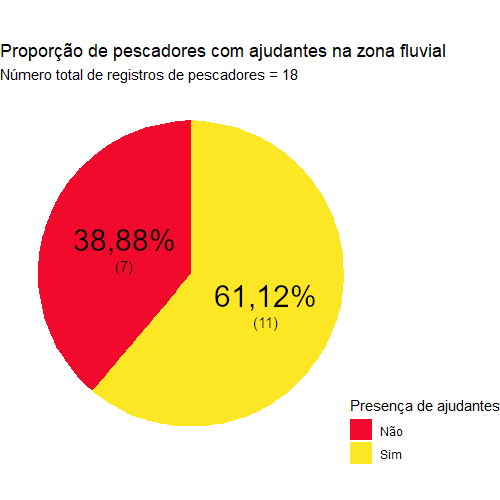 Proporção de pescadores com ajudantes na zona fluvial
Número total de registros de pescadores = 18
38,88%
(7)
61,12%
(11)
Presença de ajudantes
Não
Sim